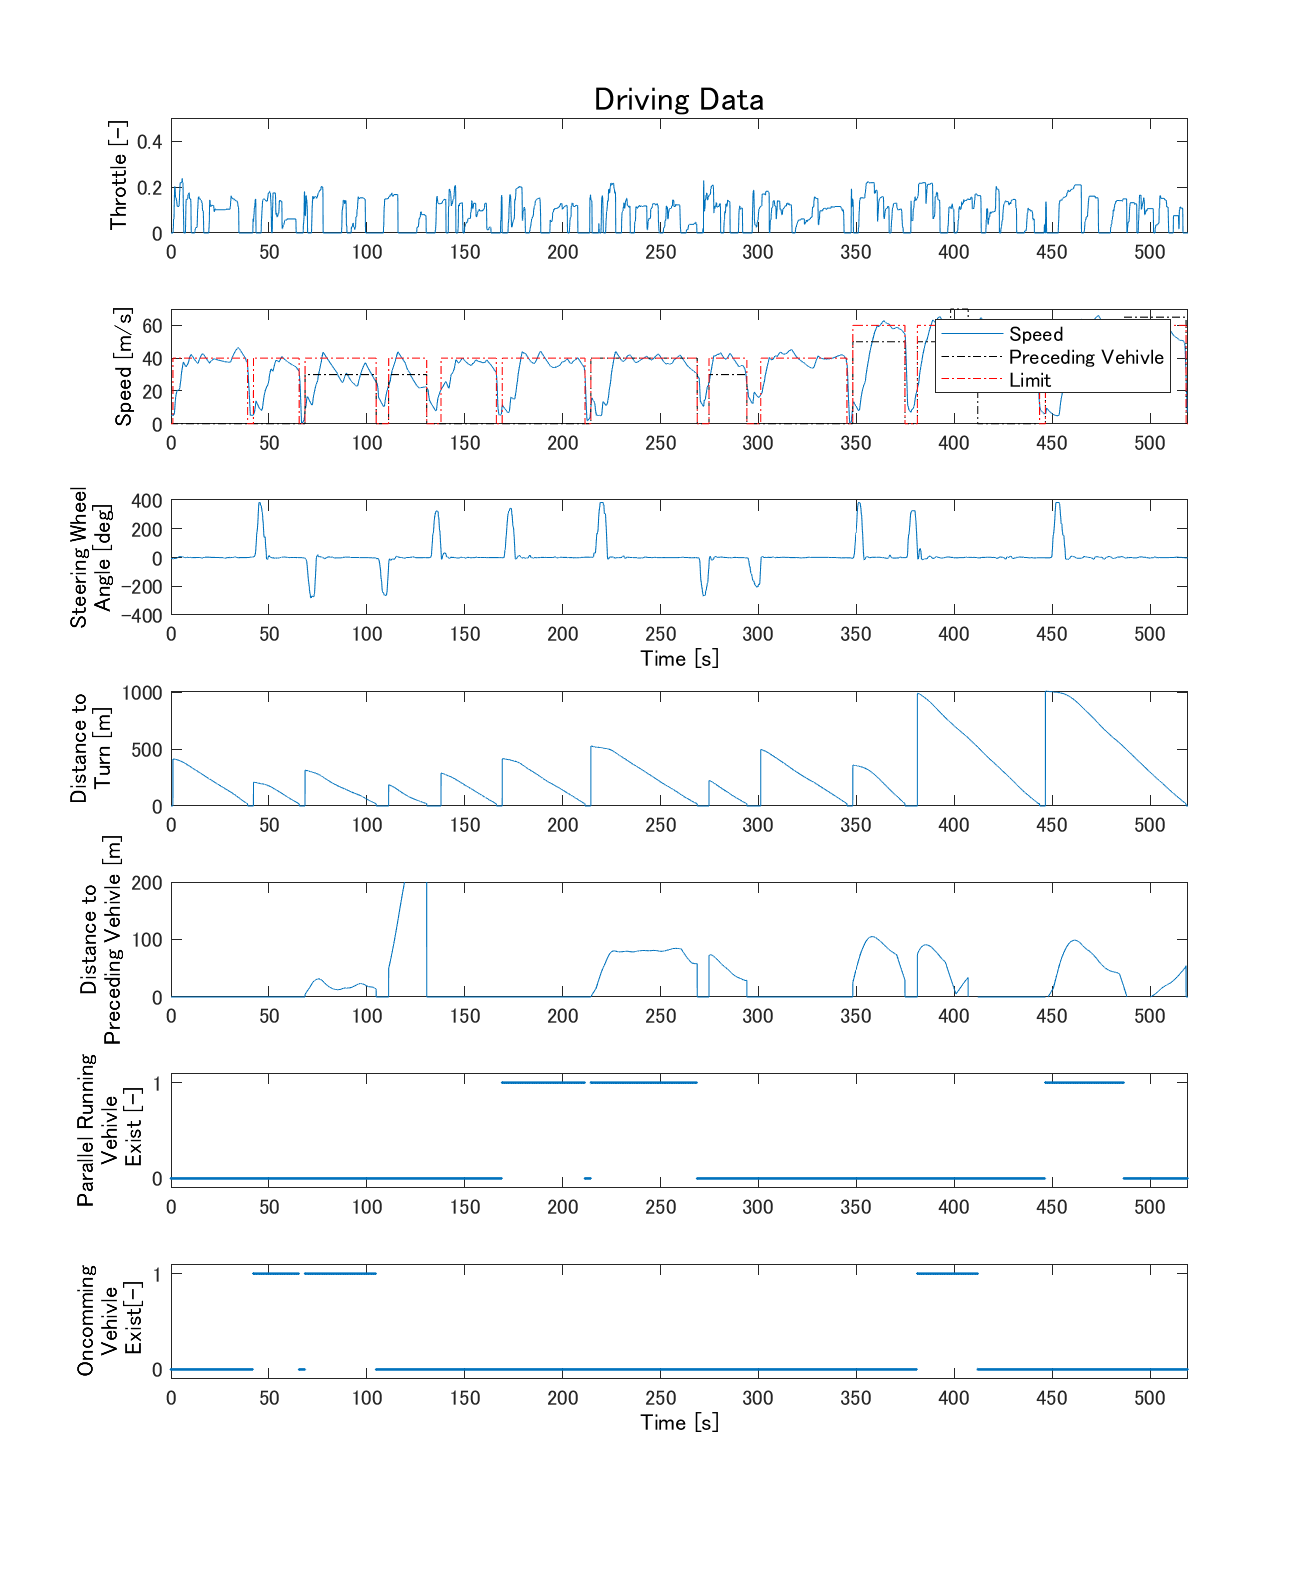 Driving Data
Throttle [-]
0.4
0.2
0
0 50 100 150 200 250 300 350 400 450 500
Speed [m/s]
60
40
20
0
Speed
Preceding Vehivle
Limit
0 50 100 150 200 250 300 350 400 450 500
Steering Wheel
Angle [deg]
400
200
0
-200
-400
0 50 100 150 200 250 300 350 400 450 500
Time [s]
Distance to
Turn [m]
1000
500
0
0 50 100 150 200 250 300 350 400 450 500
Distance to
Preceding Vehivle [m]
200
100
0
0 50 100 150 200 250 300 350 400 450 500
Parallel Running
Vehivle
Exist [-]
1
0
0 50 100 150 200 250 300 350 400 450 500
Oncomming
Vehivle
Exist[-]
1
0
0 50 100 150 200 250 300 350 400 450 500
Time [s]